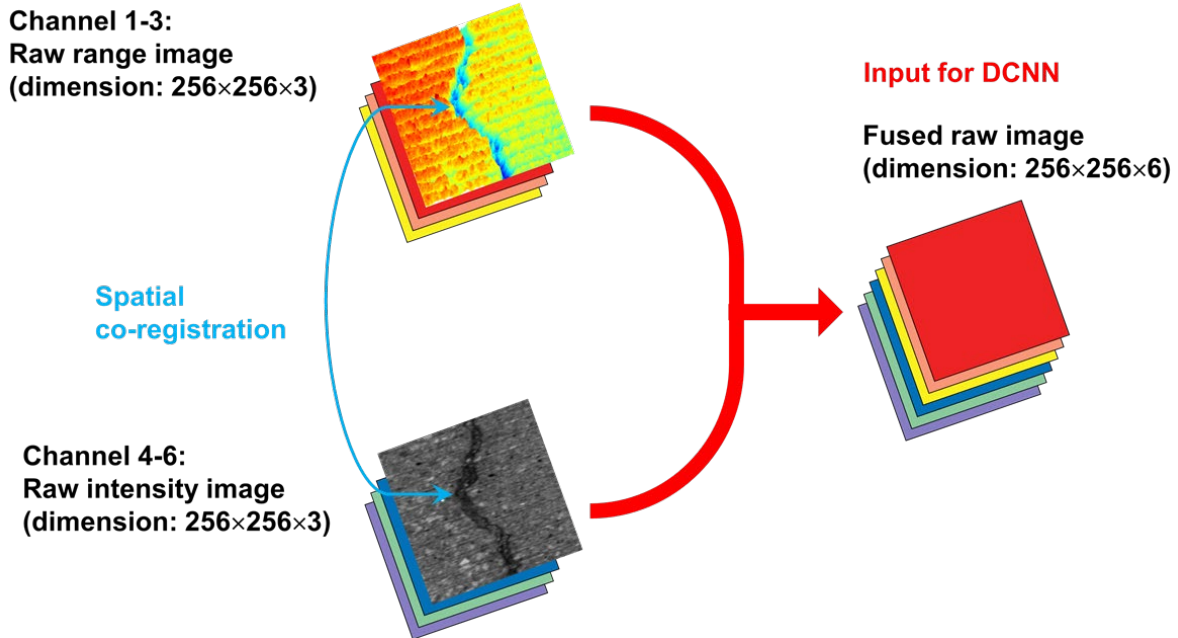 Channel 1-3:
Raw range image
(dimension: 256×256×3)
Input for DCNN
Fused raw image
(dimension: 256×256×6)
Spatial
co-registration
Channel 4-6:
Raw intensity image
(dimension: 256×256×3)